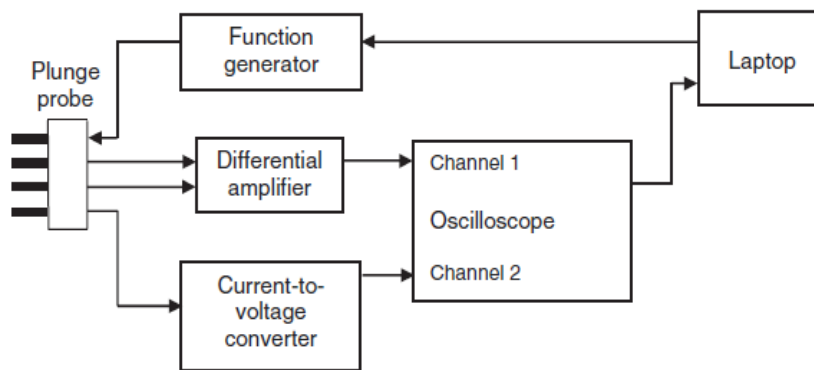 Function
generator
Laptop
Plunge
probe
Differential
amplifier
Channel 1
Oscilloscope
Channel 2
Current-to-
voltage
converter